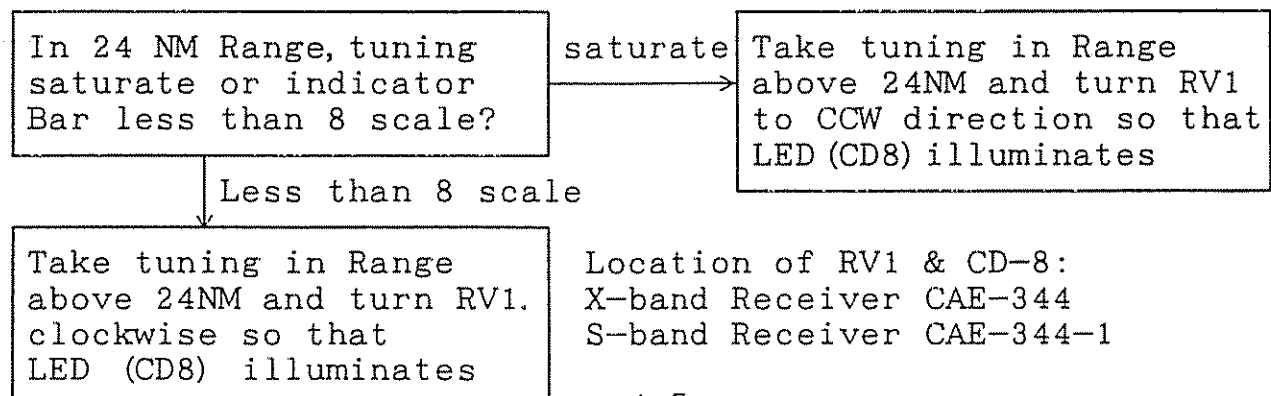 In 24 NM Range, tuning
saturate or indicator
Bar less than 8 scale?
saturate
Take tuning in Range
above 24NM and turn RV1
to CCW direction so that
LED (CD8) illuminates
Less than 8 scale
Take tuning in Range
above 24NM and turn RV1.
clockwise so that
LED (CD8) illuminates
Location of RV1 & CD-8:
X-band Receiver CAE-344
S-band Receiver CAE-344-1